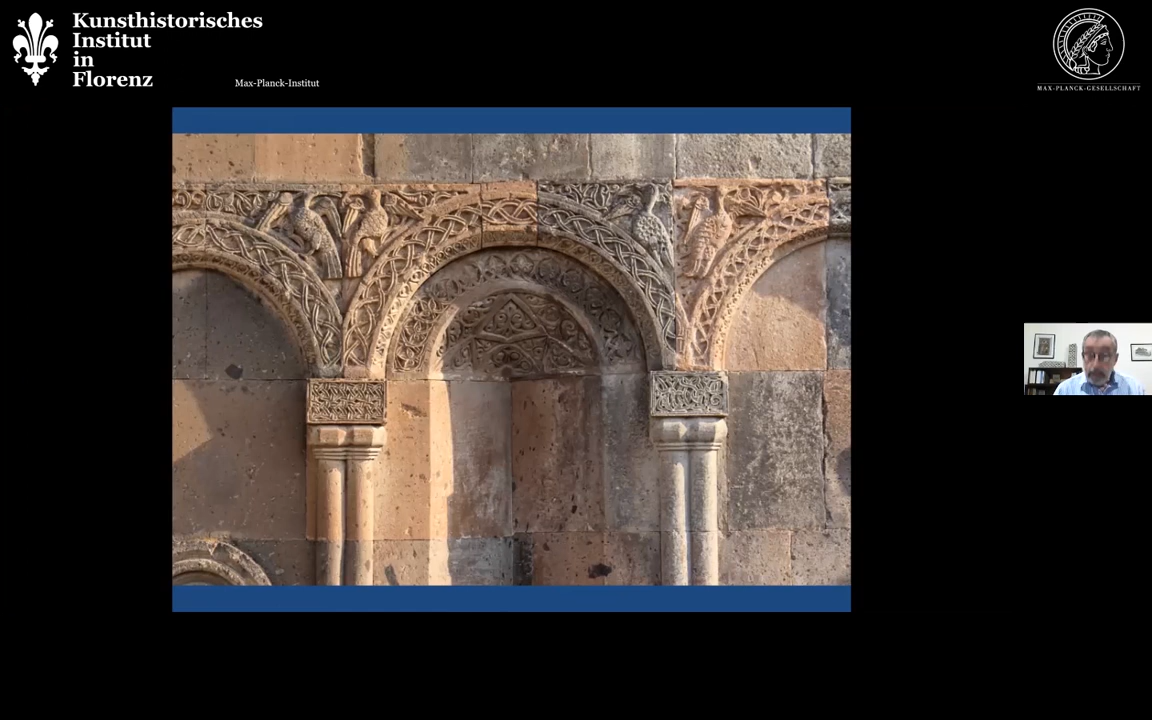 Kunsthistorisches
Institut
in
Florenz
Max-Planck-Institut
MAX-PLANCK-GESELLSCHAFT